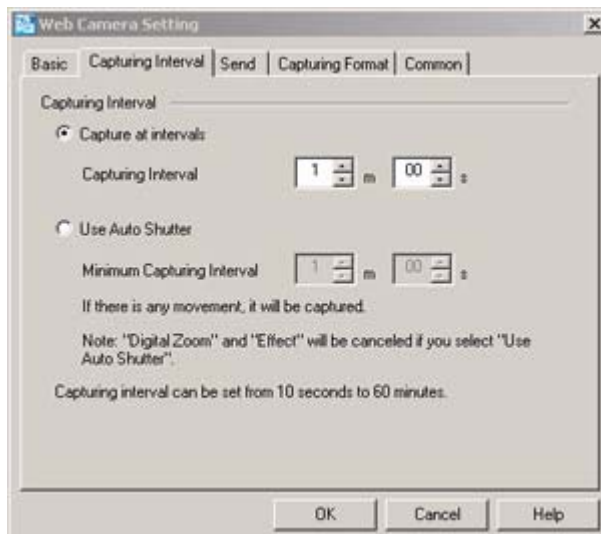 Web Camera Setting
Basic Capturing Interval Send Capturing Format Common
Capturing Interval
Capture at intervals
Capturing Interval 1 m 00 s
Use Auto Shutter
Minimum Capturing Interval 1 m 00 s
If there is any movement, it will be captured.
Note: "Digital Zoom" and "Effect" will be canceled if you select "Use
Auto Shutter".
Capturing interval can be set from 10 seconds to 60 minutes.
OK Cancel Help